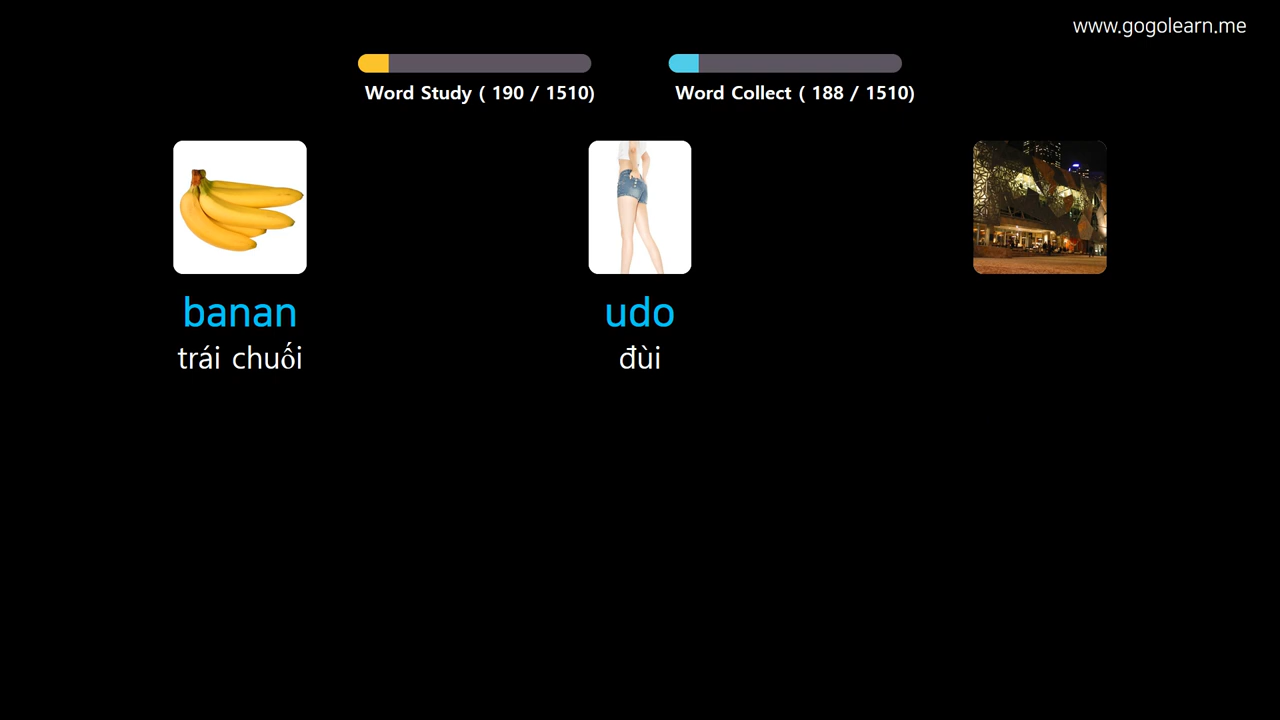 www.gogolearn.me
Word Study ( 190 / 1510)
Word Collect ( 188 / 1510)
banan
trái chuối
udo
đùi